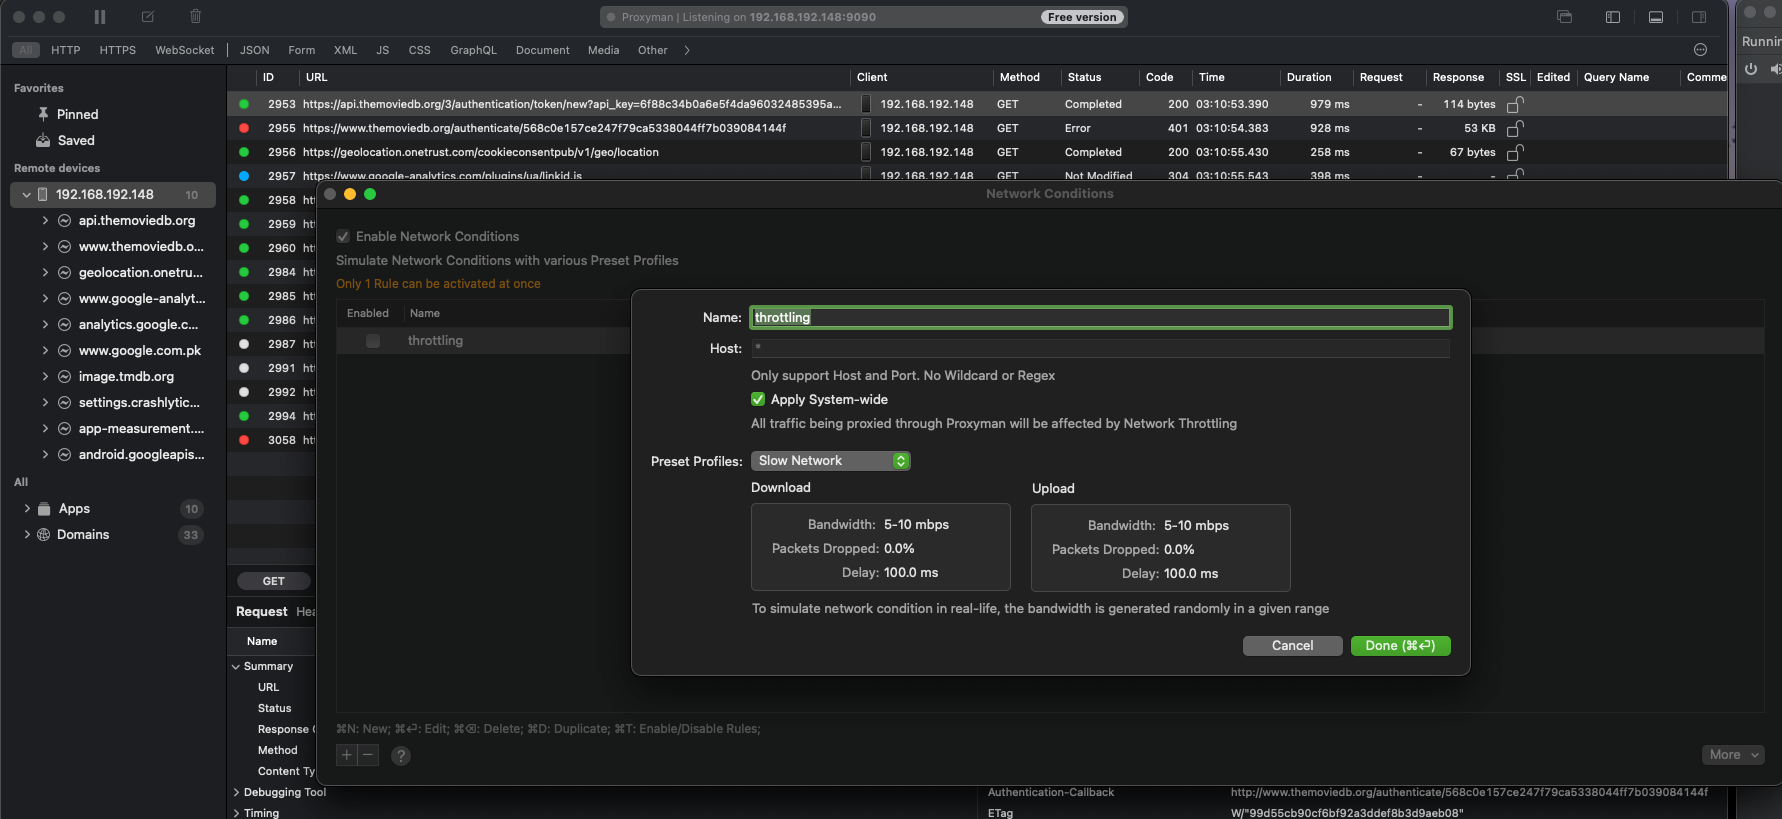 Proxyman | Listening on 192.168.192.148:9090
Free version
All HTTP HTTPS WebSocket JSON Form XML JS CSS GraphQL Document Media Other
Favorites
Pinned
Saved
Remote devices
192.168.192.148 10
api.themoviedb.org
www.themoviedb.o...
geolocation.onetru...
www.google-analyt...
analytics.google.c...
www.google.com.pk
image.tmdb.org
settings.crashlytic...
app-measurement....
android.googleapis...
All
Apps 10
Domains 33
ID URL Client Method Status Code Time Duration Request Response SSL Edited Query Name Comme
2953 https://api.themoviedb.org/3/authentication/token/new?api_key=6f88c34b0a6e5f4da96032485395a... 192.168.192.148 GET Completed 200 03:10:53.390 979 ms - 114 bytes
2955 https://www.themoviedb.org/authenticate/568c0e157ce247f79ca5338044ff7b039084144f 192.168.192.148 GET Error 401 03:10:54.383 928 ms - 53 KB
2956 https://geolocation.onetrust.com/cookieconsentpub/v1/geo/location 192.168.192.148 GET Completed 200 03:10:55.430 258 ms - 67 bytes
2957 https://www.google-analytics.com/plugins/ua/linkid.js 192.168.192.148 GET Not Modified 304 03:10:55.543 398 ms - -
2958 htt
2959 htt
2960 htt
2984 htt
2985 htt
2986 htt
2987 htt
2991 htt
2992 htt
2994 htt
3058 htt
GET
Request Hea
Name
Summary
URL
Status
Response C
Method
Content Ty
Debugging Tool
Timing
Network Conditions
Enable Network Conditions
Simulate Network Conditions with various Preset Profiles
Only 1 Rule can be activated at once
Enabled Name
throttling
Name: throttling
Host: *
Only support Host and Port. No Wildcard or Regex
Apply System-wide
All traffic being proxied through Proxyman will be affected by Network Throttling
Preset Profiles: Slow Network
Download
Bandwidth: 5-10 mbps
Packets Dropped: 0.0%
Delay: 100.0 ms
Upload
Bandwidth: 5-10 mbps
Packets Dropped: 0.0%
Delay: 100.0 ms
To simulate network condition in real-life, the bandwidth is generated randomly in a given range
Cancel
Done (⌘⏎)
⌘N: New; ⌘⏎: Edit; ⌘⌫: Delete; ⌘D: Duplicate; ⌘T: Enable/Disable Rules;
+ − ?
More
Authentication-Callback http://www.themoviedb.org/authenticate/568c0e157ce247f79ca5338044ff7b039084144f
ETag W/"99d55cb90cf6bf92a3ddef8b3d9aeb08"
Runnin